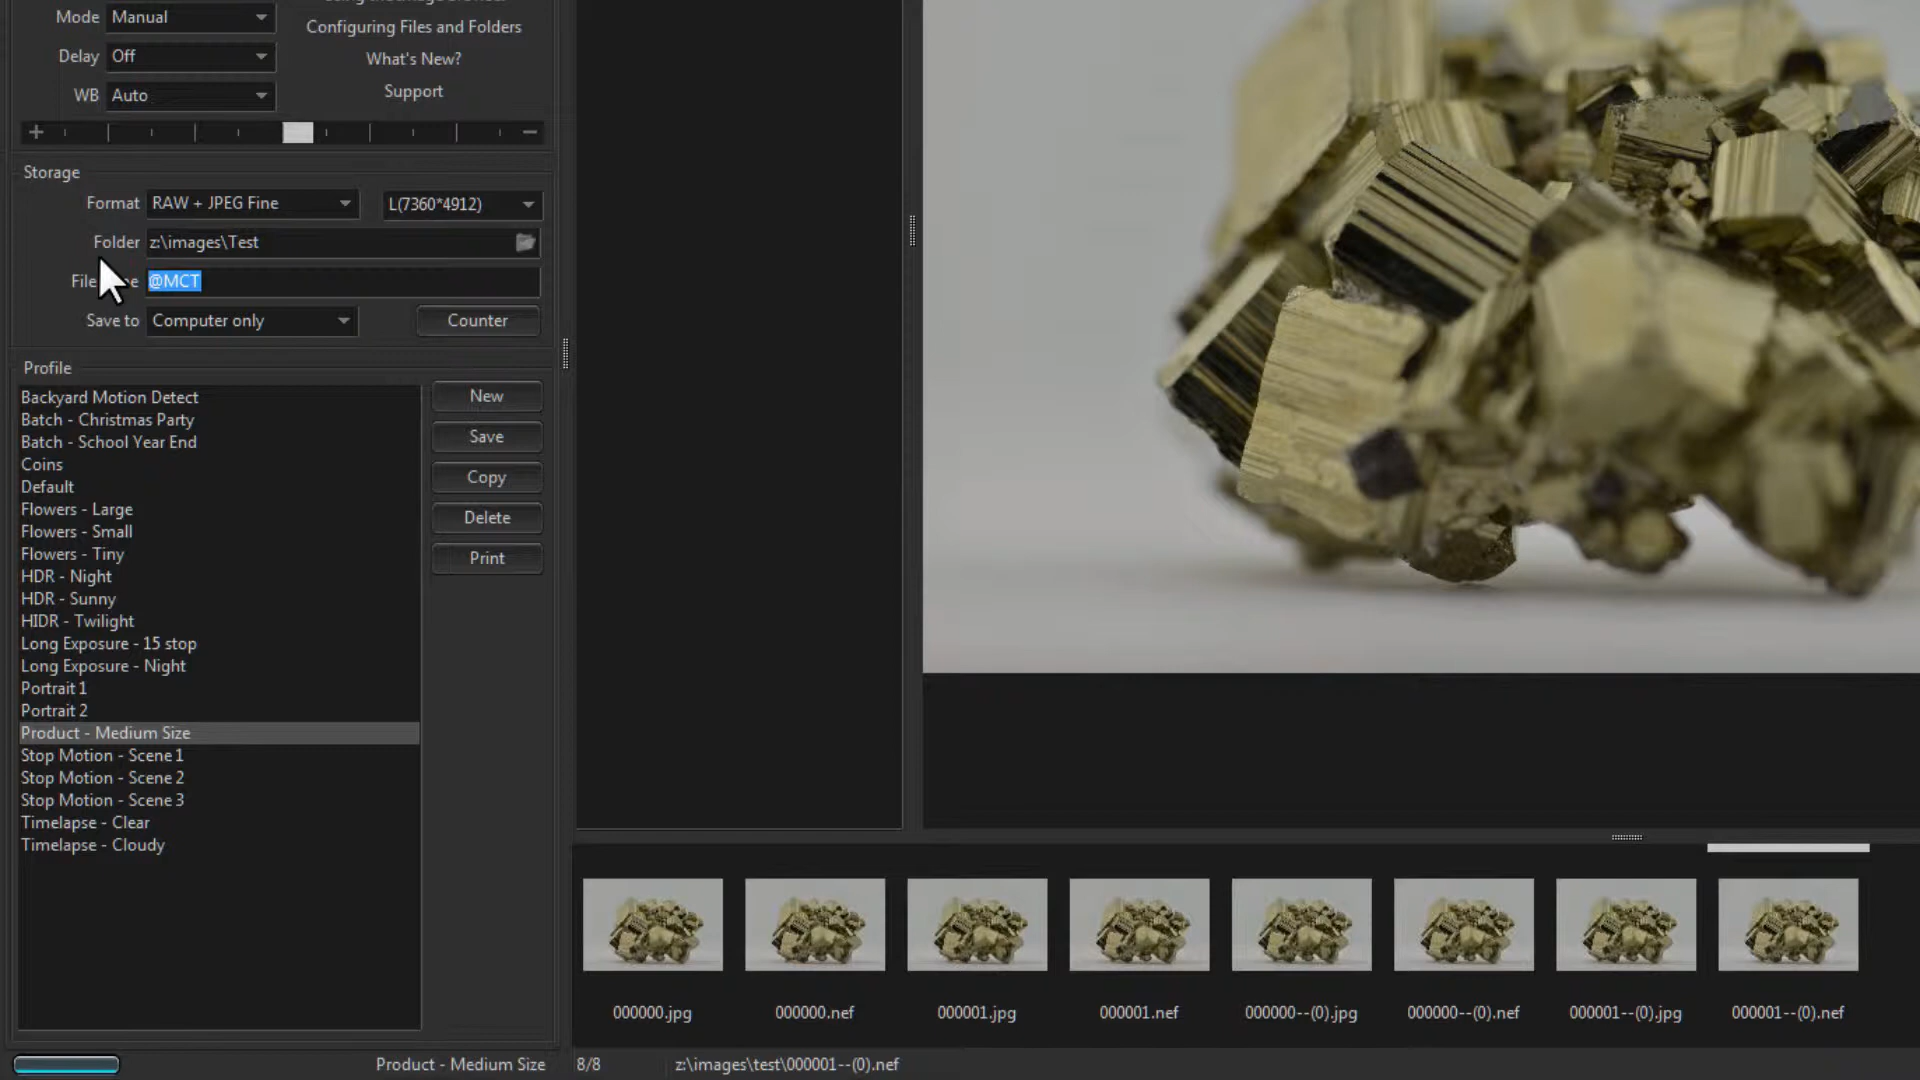 Mode Manual
Configuring Files and Folders
Delay Off
What's New?
WB Auto
Support
Storage
Format RAW + JPEG Fine L(7360*4912)
Folder z:\images\Test
@MCT
Save to Computer only Counter
Profile
Backyard Motion Detect
Batch - Christmas Party
Batch - School Year End
Coins
Default
Flowers - Large
Flowers - Small
Flowers - Tiny
HDR - Night
HDR - Sunny
HIDR - Twilight
Long Exposure - 15 stop
Long Exposure - Night
Portrait 1
Portrait 2
Product - Medium Size
Stop Motion - Scene 1
Stop Motion - Scene 2
Stop Motion - Scene 3
Timelapse - Clear
Timelapse - Cloudy
New
Save
Copy
Delete
Print
000000.jpg 000000.nef 000001.jpg 000001.nef 000000--(0).jpg 000000--(0).nef 000001--(0).jpg 000001--(0).nef
Product - Medium Size 8/8 z:\images\test\000001--(0).nef